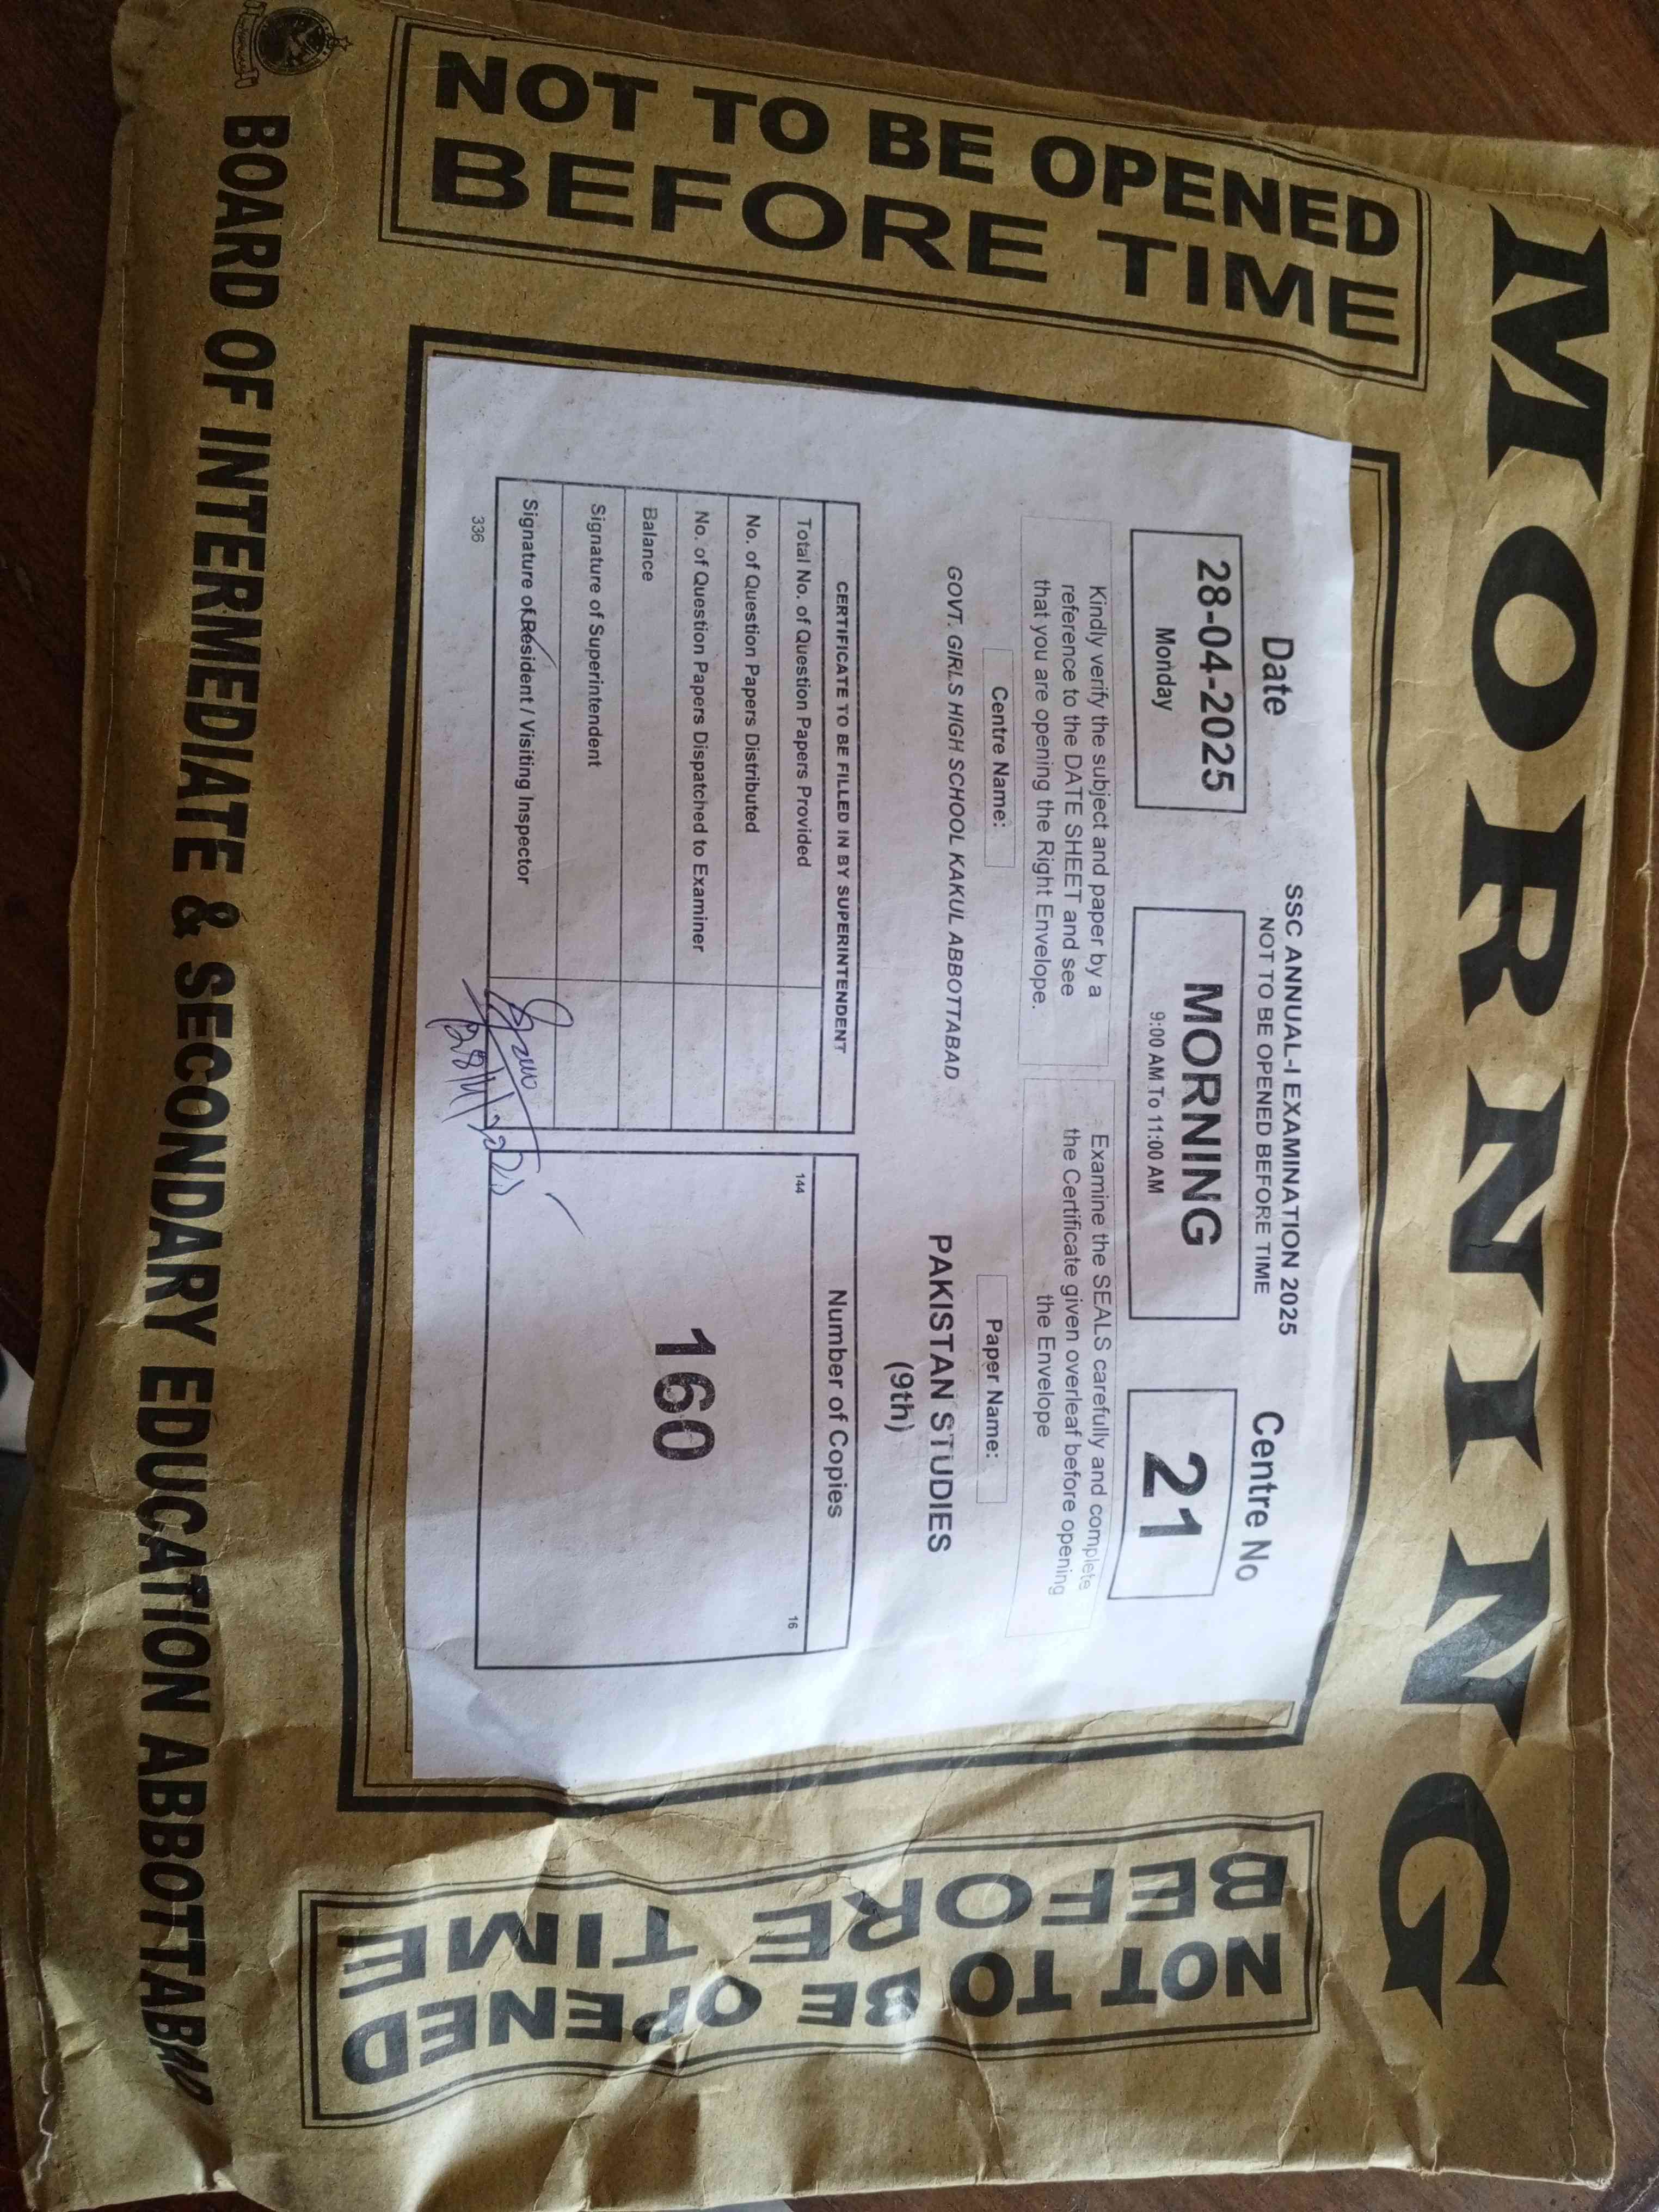 MORNING
NOT TO BE OPENED
BEFORE TIME
SSC ANNUAL-I EXAMINATION 2025
NOT TO BE OPENED BEFORE TIME
Date
28-04-2025
Monday
MORNING
9:00 AM To 11:00 AM
Centre No
21
Kindly verify the subject and paper by a
reference to the DATE SHEET and see
that you are opening the Right Envelope.
Examine the SEALS carefully and complete
the Certificate given overleaf before opening
the Envelope
Centre Name:
GOVT. GIRLS HIGH SCHOOL KAKUL ABBOTTABAD
Paper Name:
PAKISTAN STUDIES
(9th)
CERTIFICATE TO BE FILLED IN BY SUPERINTENDENT
Total No. of Question Papers Provided
No. of Question Papers Distributed
No. of Question Papers Dispatched to Examiner
Balance
Signature of Superintendent
Signature of Resident / Visiting Inspector
336
Number of Copies
144
16
160
NOT TO BE OPENED
BEFORE TIME
BOARD OF INTERMEDIATE & SECONDARY EDUCATION ABBOTTABAD